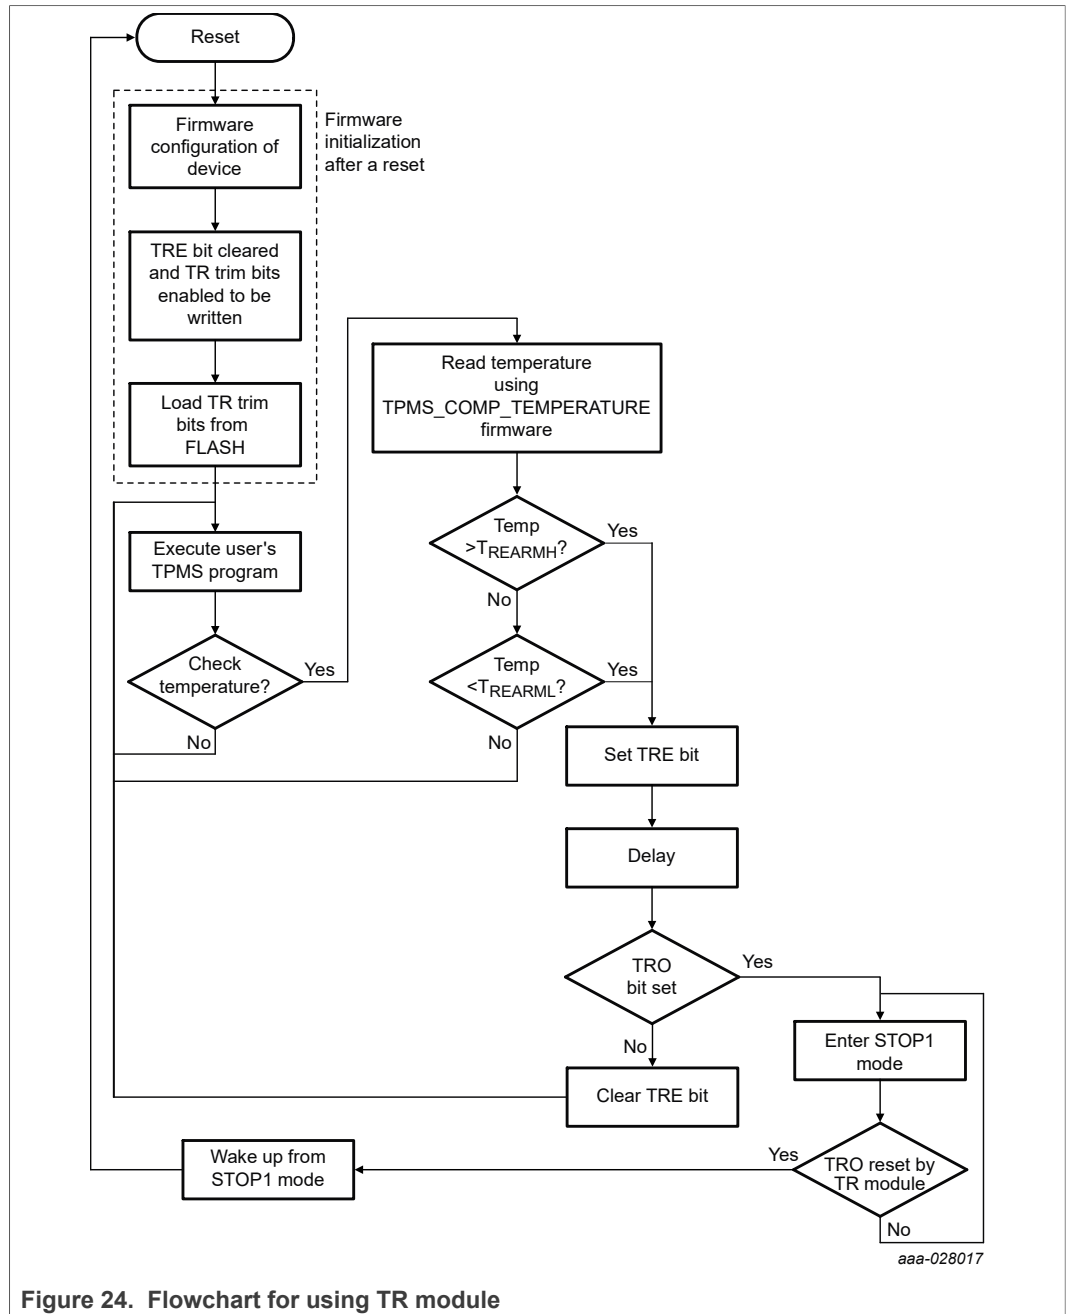 Reset
Firmware
configuration of
device
Firmware
initialization
after a reset
TRE bit cleared
and TR trim bits
enabled to be
written
Load TR trim
bits from
FLASH
Execute user's
TPMS program
Check
temperature?
Yes
No
Read temperature
using
TPMS_COMP_TEMPERATURE
firmware
Temp
>TREARMH?
Yes
No
Temp
<TREARML?
Yes
No
Set TRE bit
Delay
TRO
bit set
Yes
No
Clear TRE bit
Enter STOP1
mode
TRO reset by
TR module
Yes
No
Wake up from
STOP1 mode
aaa-028017
Figure 24. Flowchart for using TR module